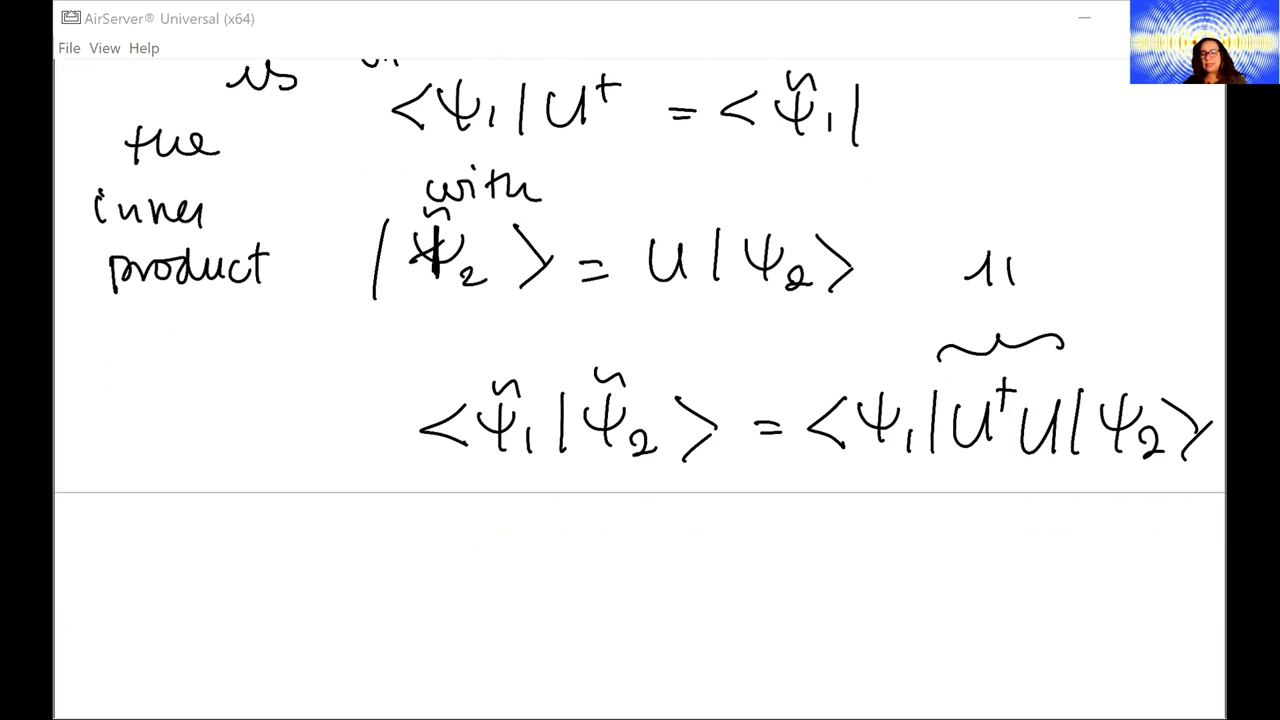 AirServer® Universal (x64)
File View Help
is
<ψ₁|U† = <ψ̃₁|
the
with
inner
product
|ψ̃₂> = U|ψ₂> 𝟙
<ψ̃₁|ψ̃₂> = <ψ₁|U†U|ψ₂>